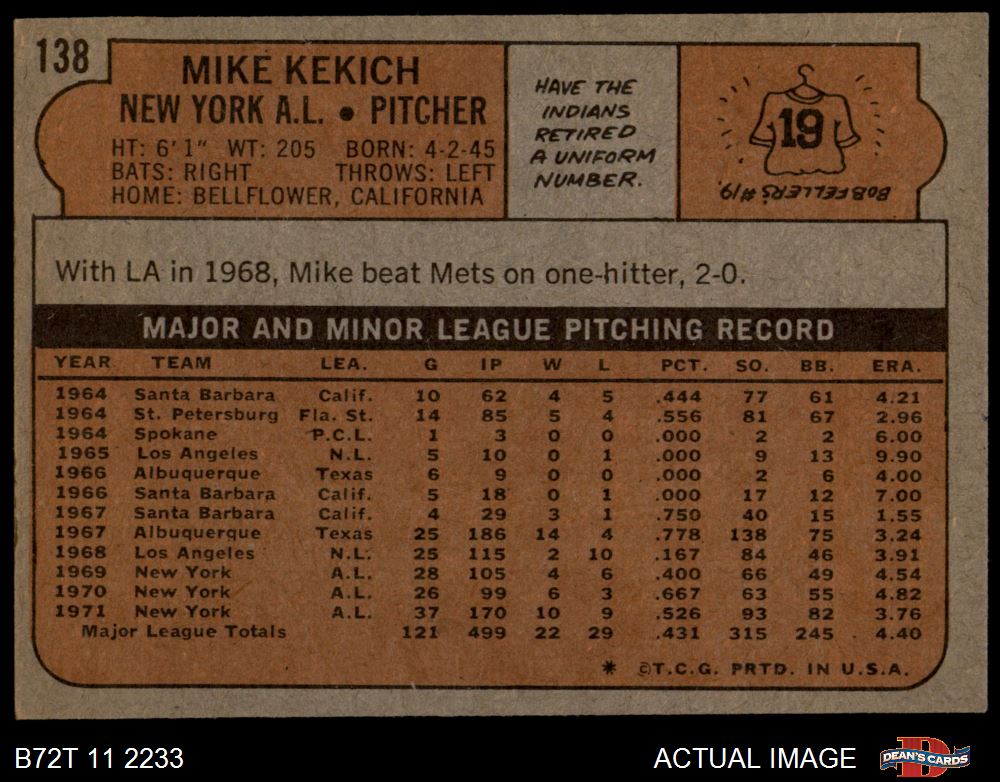 138
MIKE KEKICH
NEW YORK A.L. • PITCHER
HT: 6' 1" WT: 205 BORN: 4-2-45
BATS: RIGHT THROWS: LEFT
HOME: BELLFLOWER, CALIFORNIA
HAVE THE
INDIANS
RETIRED
A UNIFORM
NUMBER.
19
BOB FELLERS #19.
With LA in 1968, Mike beat Mets on one-hitter, 2-0.
MAJOR AND MINOR LEAGUE PITCHING RECORD
YEAR TEAM LEA. G IP W L PCT. SO. BB. ERA.
1964 Santa Barbara Calif. 10 62 4 5 .444 77 61 4.21
1964 St. Petersburg Fla. St. 14 85 5 4 .556 81 67 2.96
1964 Spokane P.C.L. 1 3 0 0 .000 2 2 6.00
1965 Los Angeles N.L. 5 10 0 1 .000 9 13 9.90
1966 Albuquerque Texas 6 9 0 0 .000 2 6 4.00
1966 Santa Barbara Calif. 5 18 0 1 .000 17 12 7.00
1967 Santa Barbara Calif. 4 29 3 1 .750 40 15 1.55
1967 Albuquerque Texas 25 186 14 4 .778 138 75 3.24
1968 Los Angeles N.L. 25 115 2 10 .167 84 46 3.91
1969 New York A.L. 28 105 4 6 .400 66 49 4.54
1970 New York A.L. 26 99 6 3 .667 63 55 4.82
1971 New York A.L. 37 170 10 9 .526 93 82 3.76
Major League Totals 121 499 22 29 .431 315 245 4.40
* ©T.C.G. PRTD. IN U.S.A.
B72T 11 2233
ACTUAL IMAGE
DEAN'S CARDS